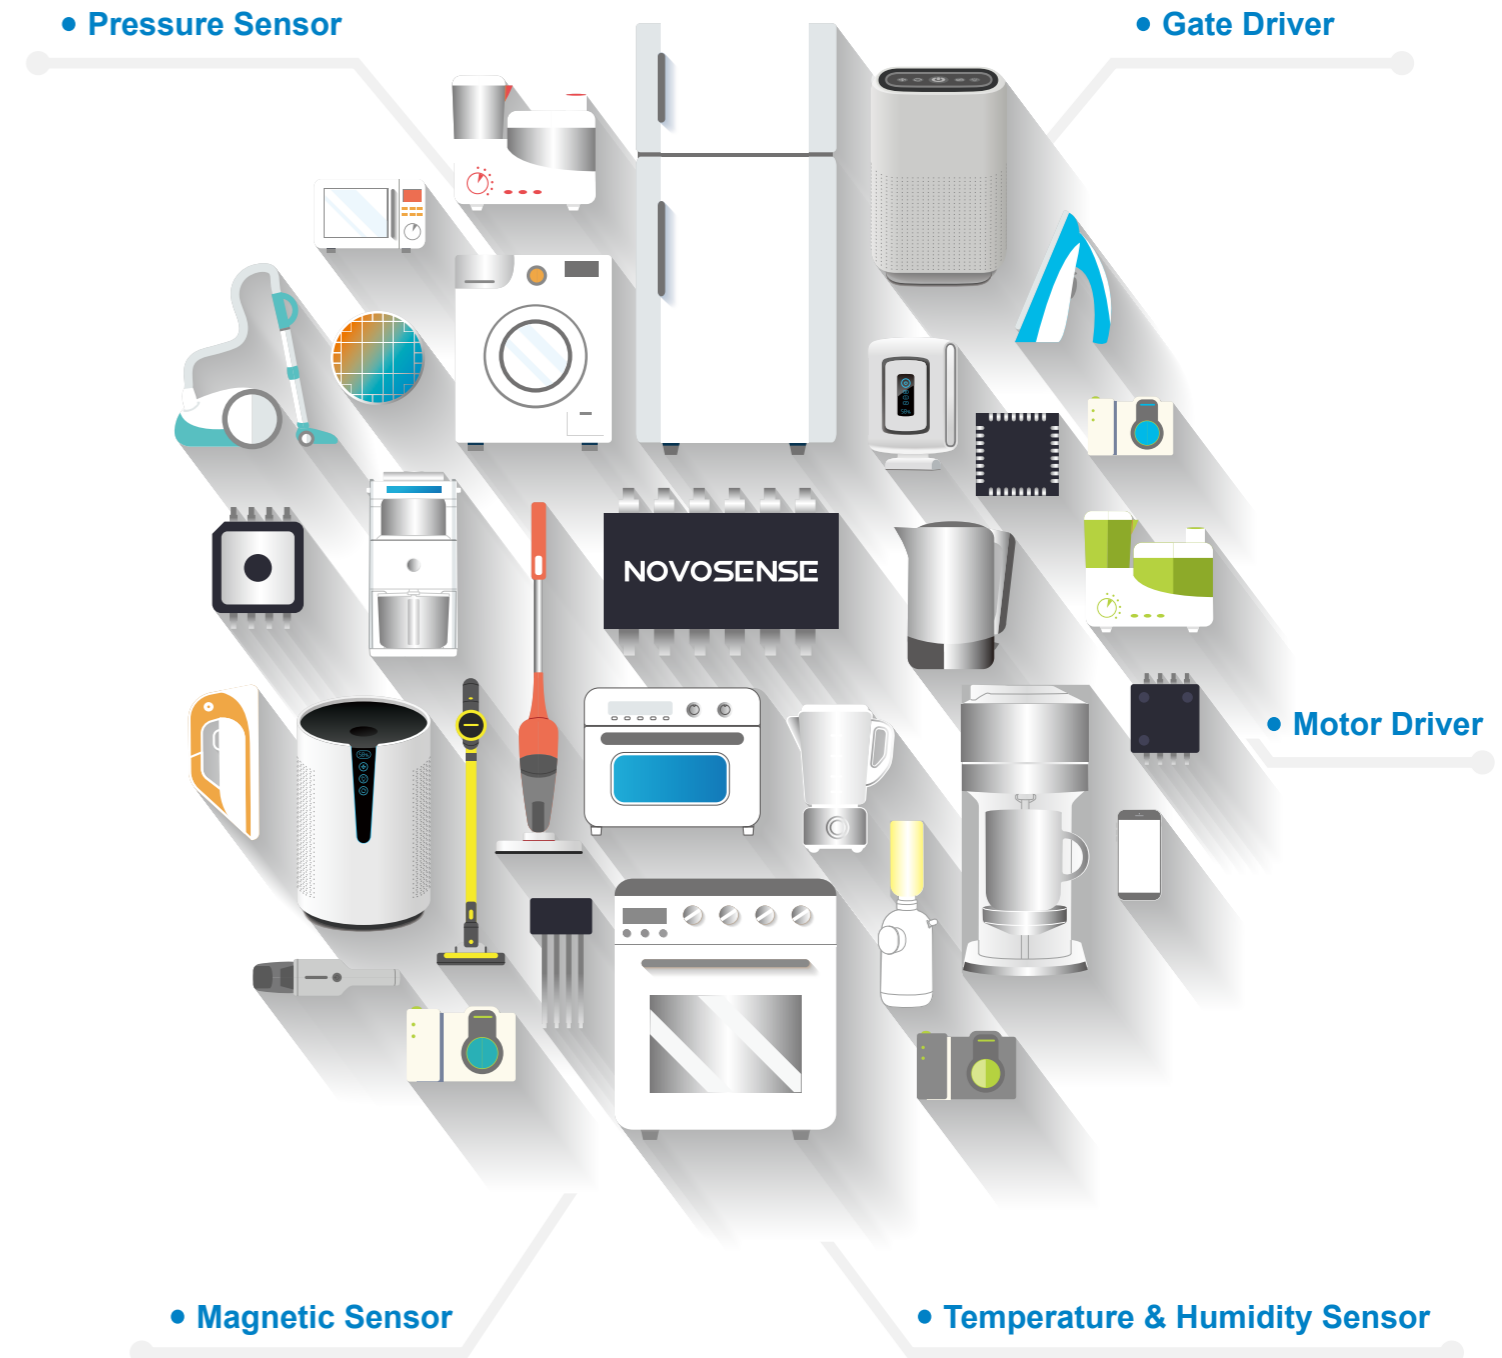 Pressure Sensor
Gate Driver
NOVOSENSE
Motor Driver
Magnetic Sensor
Temperature & Humidity Sensor